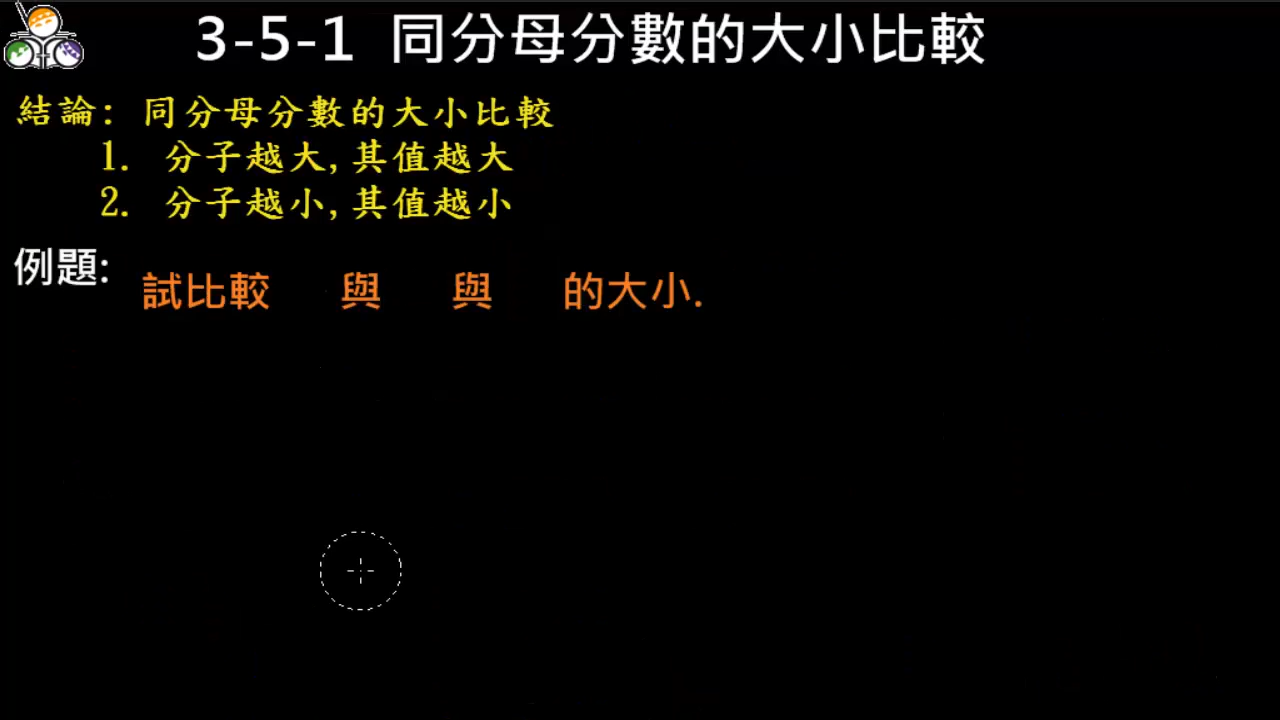 3-5-1 同分母分數的大小比較
結論: 同分母分數的大小比較
1. 分子越大,其值越大
2. 分子越小,其值越小
例題:
試比較 與 與 的大小.